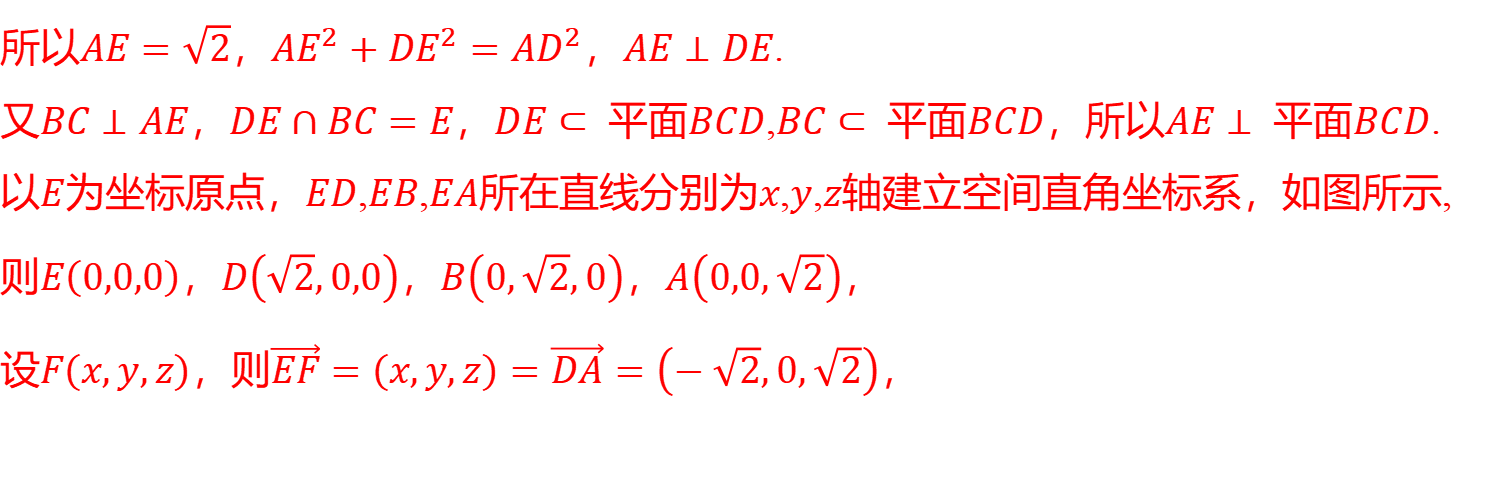 所以AE = √2，AE² + DE² = AD²，AE ⊥ DE.
又BC ⊥ AE，DE ∩ BC = E，DE ⊂ 平面BCD,BC ⊂ 平面BCD，所以AE ⊥ 平面BCD.
以E为坐标原点，ED,EB,EA所在直线分别为x,y,z轴建立空间直角坐标系，如图所示,
则E(0,0,0)，D(√2,0,0)，B(0,√2,0)，A(0,0,√2)，
设F(x,y,z)，则\overrightarrow{EF} = (x,y,z) = \overrightarrow{DA} = (−√2,0,√2)，